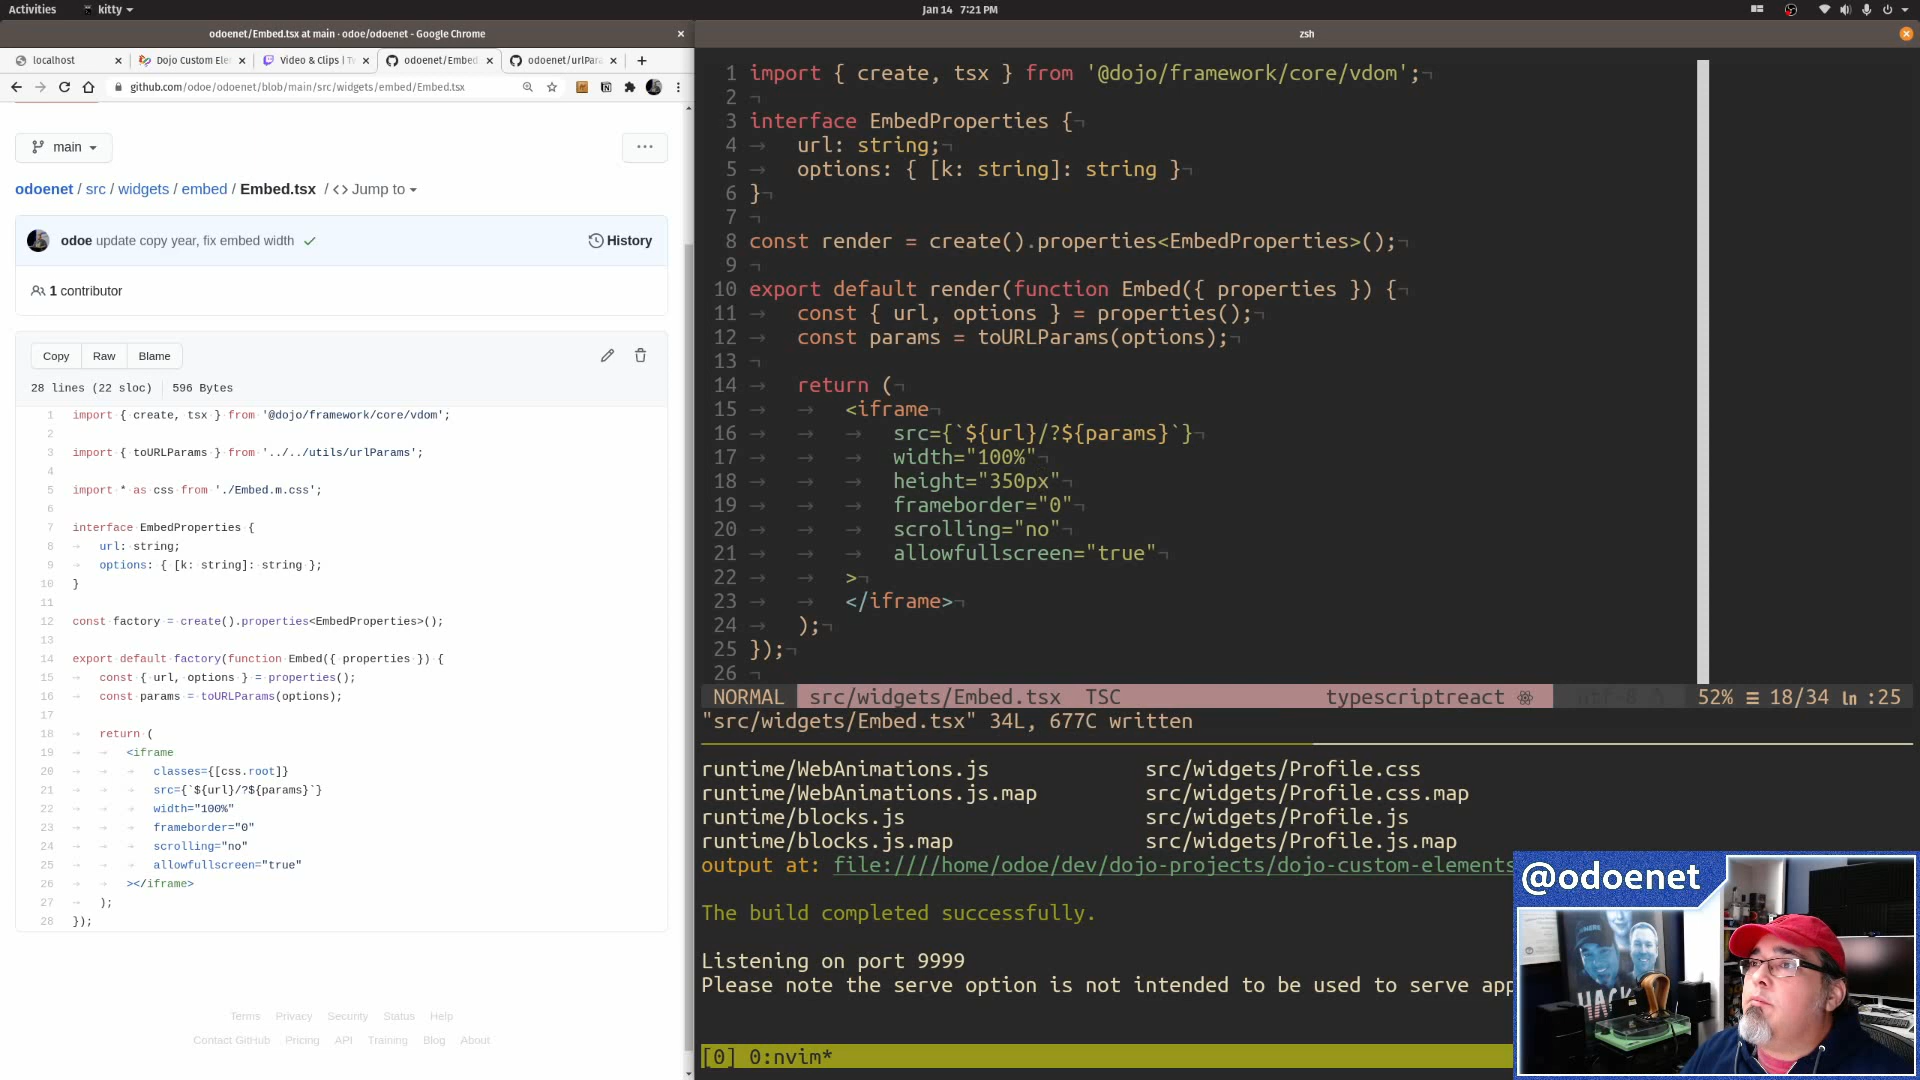 Activities
kitty
Jan 14 7:21 PM
odoenet/Embed.tsx at main · odoe/odoenet - Google Chrome
localhost
Dojo Custom Ele
Video & Clips | Tw
odoenet/Embed
odoenet/urlPara
github.com/odoe/odoenet/blob/main/src/widgets/embed/Embed.tsx
main
odoenet / src / widgets / embed / Embed.tsx / <> Jump to
odoe update copy year, fix embed width
History
1 contributor
Copy
Raw
Blame
28 lines (22 sloc)
596 Bytes
1 import { create, tsx } from '@dojo/framework/core/vdom';
2
3 import { toURLParams } from '../../utils/urlParams';
4
5 import * as css from './Embed.m.css';
6
7 interface EmbedProperties {
8 url: string;
9 options: { [k: string]: string };
10 }
11
12 const factory = create().properties<EmbedProperties>();
13
14 export default factory(function Embed({ properties }) {
15 const { url, options } = properties();
16 const params = toURLParams(options);
17
18 return (
19 <iframe
20 classes={[css.root]}
21 src={`${url}/?${params}`}
22 width="100%"
23 frameborder="0"
24 scrolling="no"
25 allowfullscreen="true"
26 ></iframe>
27 );
28 });
Terms Privacy Security Status Help
Contact GitHub Pricing API Training Blog About
zsh
1 import { create, tsx } from '@dojo/framework/core/vdom';¬
2 ¬
3 interface EmbedProperties {¬
4 → url: string;¬
5 → options: { [k: string]: string }¬
6 }¬
7 ¬
8 const render = create().properties<EmbedProperties>();¬
9 ¬
10 export default render(function Embed({ properties }) {¬
11 → const { url, options } = properties();¬
12 → const params = toURLParams(options);¬
13 ¬
14 → return (¬
15 → → <iframe¬
16 → → → src={`${url}/?${params}`}¬
17 → → → width="100%"¬
18 → → → height="350px"¬
19 → → → frameborder="0"¬
20 → → → scrolling="no"¬
21 → → → allowfullscreen="true"¬
22 → → >¬
23 → → </iframe>¬
24 → );¬
25 });¬
26 ¬
NORMAL src/widgets/Embed.tsx TSC typescriptreact utf-8 52% ☰ 18/34 ln :25
"src/widgets/Embed.tsx" 34L, 677C written
runtime/WebAnimations.js src/widgets/Profile.css
runtime/WebAnimations.js.map src/widgets/Profile.css.map
runtime/blocks.js src/widgets/Profile.js
runtime/blocks.js.map src/widgets/Profile.js.map
output at: file:////home/odoe/dev/dojo-projects/dojo-custom-elements
The build completed successfully.
Listening on port 9999
Please note the serve option is not intended to be used to serve app
[0] 0:nvim*
@odoenet
HACK